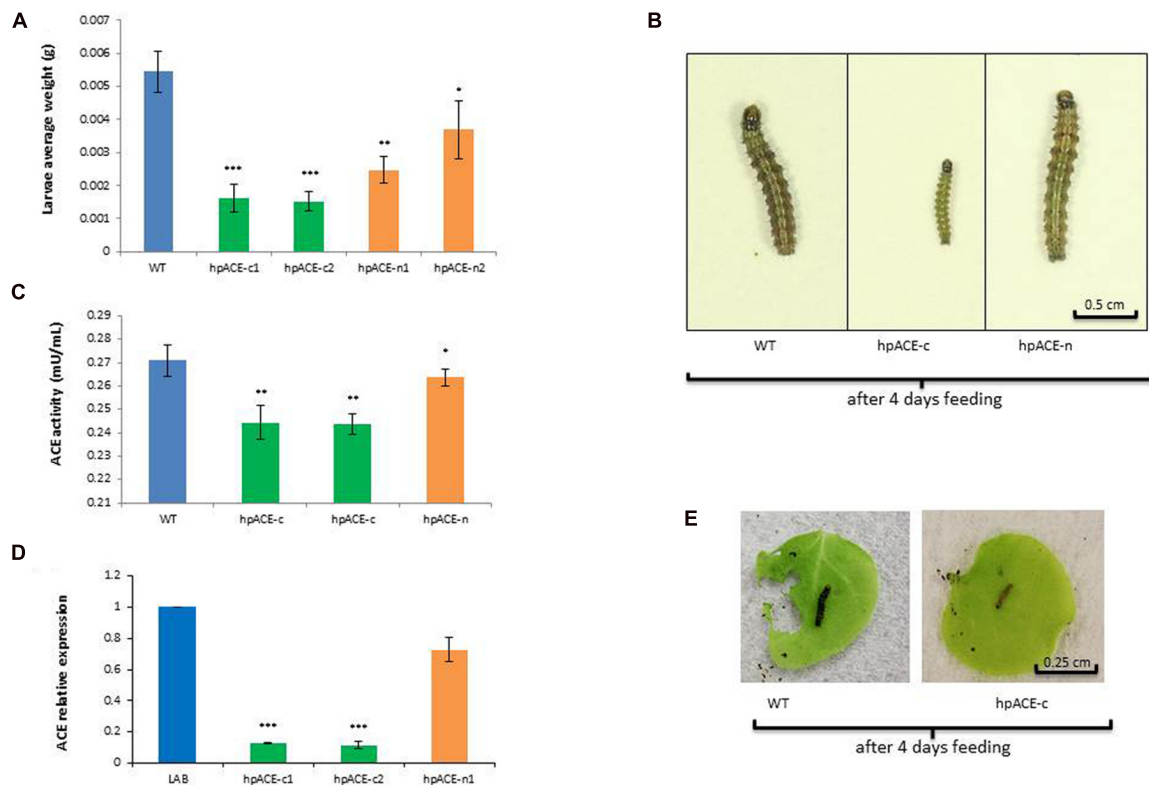 A
Larvae average weight (g)
0.007
0.006
0.005
0.004
0.003
0.002
0.001
0
***
***
**
*
WT hpACE-c1 hpACE-c2 hpACE-n1 hpACE-n2
B
0.5 cm
WT hpACE-c hpACE-n
after 4 days feeding
C
ACE activity (mU/mL)
0.29
0.28
0.27
0.26
0.25
0.24
0.23
0.22
0.21
**
**
*
WT hpACE-c hpACE-c hpACE-n
D
ACE relative expression
1.2
1
0.8
0.6
0.4
0.2
0
***
***
LAB hpACE-c1 hpACE-c2 hpACE-n1
E
0.25 cm
WT hpACE-c
after 4 days feeding